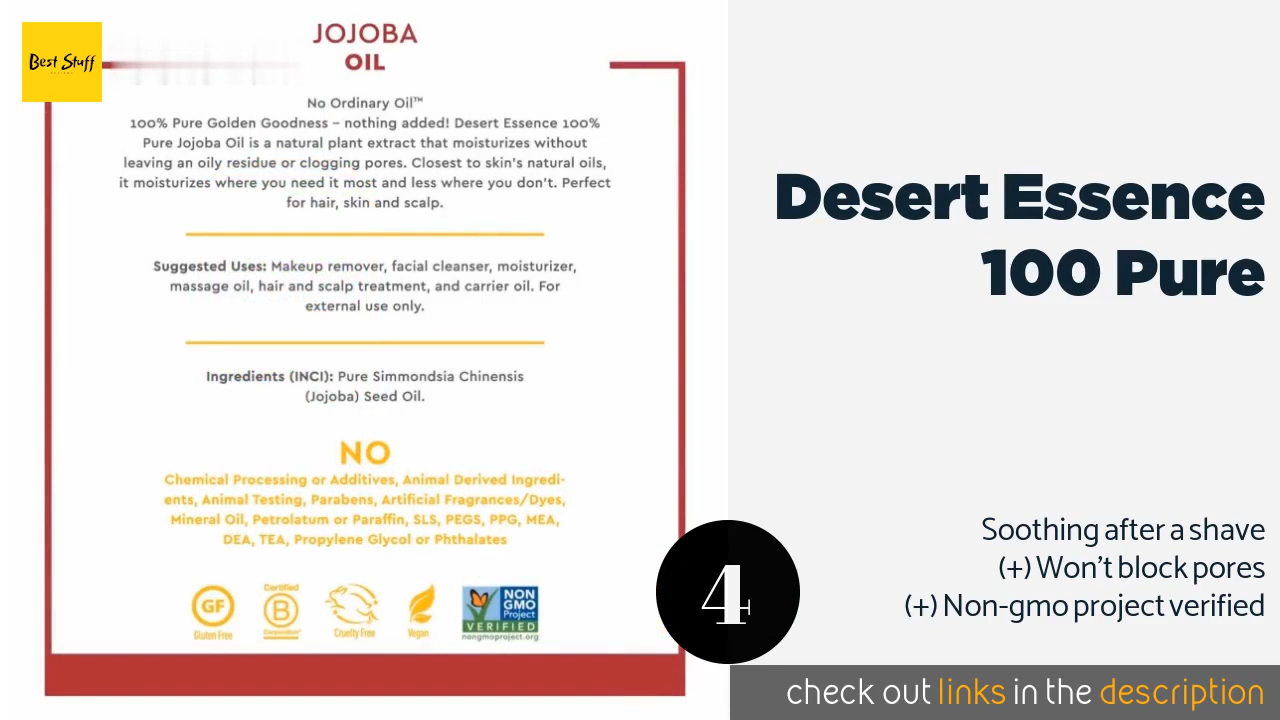 Best Stuff
JOJOBA
OIL
No Ordinary Oil™
100% Pure Golden Goodness – nothing added! Desert Essence 100%
Pure Jojoba Oil is a natural plant extract that moisturizes without
leaving an oily residue or clogging pores. Closest to skin's natural oils,
it moisturizes where you need it most and less where you don't. Perfect
for hair, skin and scalp.
Suggested Uses: Makeup remover, facial cleanser, moisturizer,
massage oil, hair and scalp treatment, and carrier oil. For
external use only.
Ingredients (INCI): Pure Simmondsia Chinensis
(Jojoba) Seed Oil.
NO
Chemical Processing or Additives, Animal Derived Ingredi-
ents, Animal Testing, Parabens, Artificial Fragrances/Dyes,
Mineral Oil, Petrolatum or Paraffin, SLS, PEGS, PPG, MEA,
DEA, TEA, Propylene Glycol or Phthalates
GF
Gluten Free
Certified
B
Corporation
Cruelty Free
Vegan
NON
GMO
Project
VERIFIED
nongmoproject.org
Desert Essence
100 Pure
4
Soothing after a shave
(+) Won't block pores
(+) Non-gmo project verified
check out links in the description